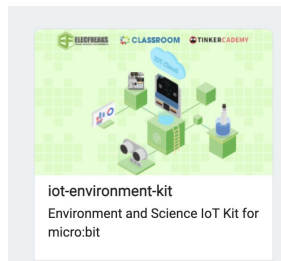 ELECFREAKS CLASSROOM TINKERCADEMY
IOT Cloud
iot-environment-kit
Environment and Science IoT Kit for
micro:bit